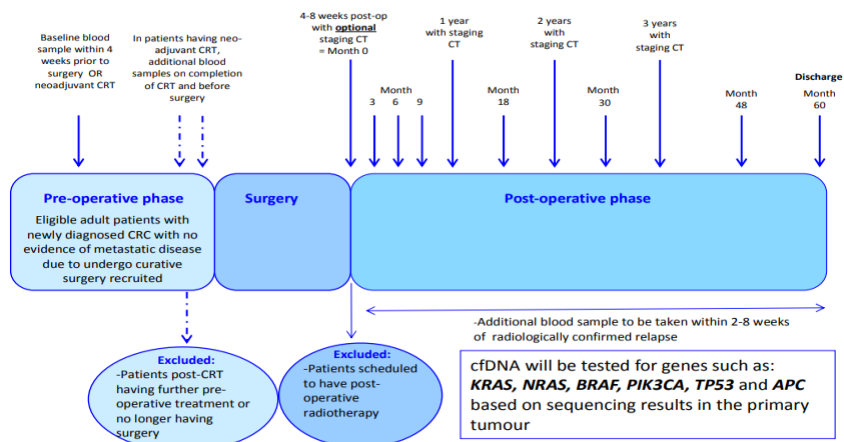 Baseline blood
sample within 4
weeks prior to
surgery OR
neoadjuvant CRT
In patients having neo-
adjuvant CRT,
additional blood
samples on completion
of CRT and before
surgery
4-8 weeks post-op
with optional
staging CT
= Month 0
1 year
with staging
CT
2 years
with
staging CT
3 years
with
staging CT
Month
3 6 9
Month
18
Month
30
Month
48
Discharge
Month
60
Pre-operative phase
Eligible adult patients with
newly diagnosed CRC with no
evidence of metastatic disease
due to undergo curative
surgery recruited
Surgery
Post-operative phase
-Additional blood sample to be taken within 2-8 weeks
of radiologically confirmed relapse
Excluded:
-Patients post-CRT
having further pre-
operative treatment or
no longer having
surgery
Excluded:
-Patients scheduled
to have post-
operative
radiotherapy
cfDNA will be tested for genes such as:
KRAS, NRAS, BRAF, PIK3CA, TP53 and APC
based on sequencing results in the primary
tumour